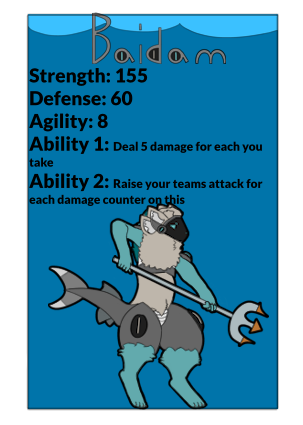 Baidam
Strength: 155
Defense: 60
Agility: 8
Ability 1: Deal 5 damage for each you
take
Ability 2: Raise your teams attack for
each damage counter on this